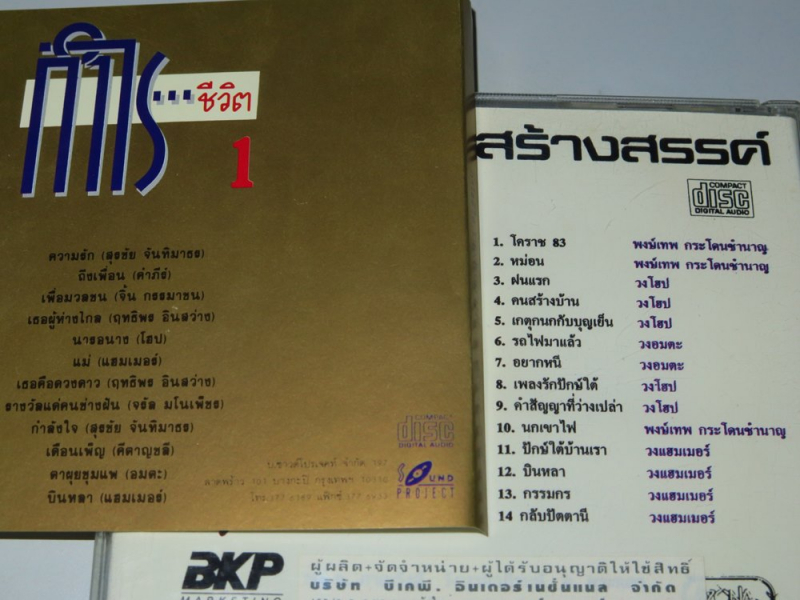 กำไร...ชีวิต
1
ความรัก (สุรชัย จันทิมาธร)
ถึงเพื่อน (คำภีร์)
เพื่อมวลชน (จิ้น กรรมาชน)
เธอผู้ห่างไกล (ฤทธิพร อินสว่าง)
นารอนาง (โฮป)
แม่ (แฮมเมอร์)
เธอคือดวงดาว (ฤทธิพร อินสว่าง)
รางวัลแด่คนช่างฝัน (จรัล มโนเพ็ชร)
กำลังใจ (สุรชัย จันทิมาธร)
เดือนเพ็ญ (คีตาญชลี)
ตาผุยชุมแพ (อมตะ)
บินหลา (แฮมเมอร์)
COMPACT
disc
DIGITAL AUDIO
SOUND
PROJECT
สร้างสรรค์
COMPACT
disc
DIGITAL AUDIO
1. โคราช 83 พงษ์เทพ กระโดนชำนาญ
2. หม่อน พงษ์เทพ กระโดนชำนาญ
3. ฝนแรก วงโฮป
4. คนสร้างบ้าน วงโฮป
5. เกตุกนกกับบุญเย็น วงโฮป
6. รถไฟมาแล้ว วงอมตะ
7. อยากหนี วงอมตะ
8. เพลงรักปักษ์ใต้ วงโฮป
9. คำสัญญาที่ว่างเปล่า วงโฮป
10. นกเขาไฟ พงษ์เทพ กระโดนชำนาญ
11. ปักษ์ใต้บ้านเรา วงแฮมเมอร์
12. บินหลา วงแฮมเมอร์
13. กรรมกร วงแฮมเมอร์
14 กลับปัตตานี วงแฮมเมอร์
BKP
MARKETING
ผู้ผลิต+จัดจำหน่าย+ผู้ได้รับอนุญาติให้ใช้สิทธิ์
บริษัท บีเคพี. อินเตอร์เนชั่นแนล จำกัด